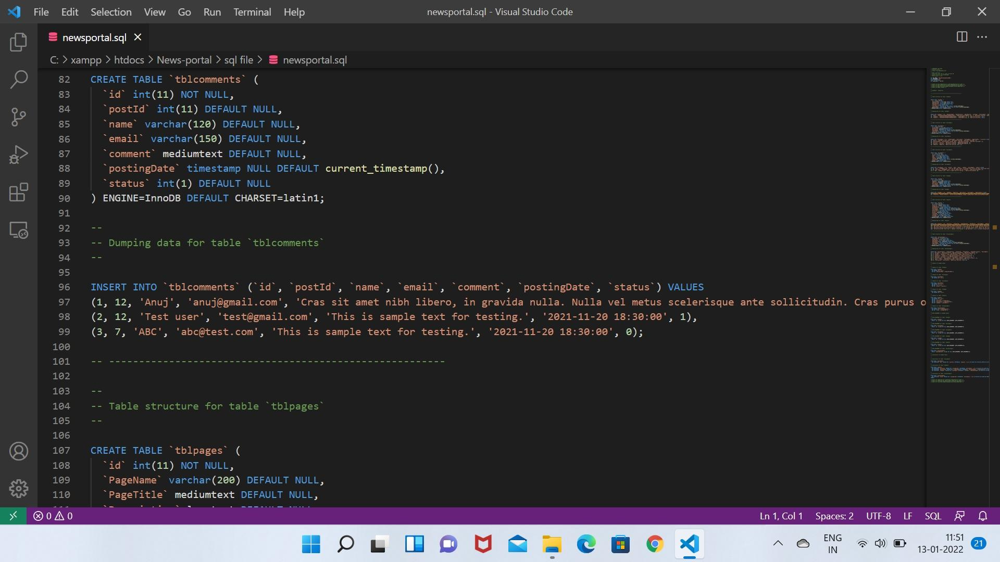 File Edit Selection View Go Run Terminal Help newsportal.sql - Visual Studio Code
newsportal.sql
C: > xampp > htdocs > News-portal > sql file > newsportal.sql
82 CREATE TABLE `tblcomments` (
83 `id` int(11) NOT NULL,
84 `postId` int(11) DEFAULT NULL,
85 `name` varchar(120) DEFAULT NULL,
86 `email` varchar(150) DEFAULT NULL,
87 `comment` mediumtext DEFAULT NULL,
88 `postingDate` timestamp NULL DEFAULT current_timestamp(),
89 `status` int(1) DEFAULT NULL
90 ) ENGINE=InnoDB DEFAULT CHARSET=latin1;
91
92 --
93 -- Dumping data for table `tblcomments`
94 --
95
96 INSERT INTO `tblcomments` (`id`, `postId`, `name`, `email`, `comment`, `postingDate`, `status`) VALUES
97 (1, 12, 'Anuj', 'anuj@gmail.com', 'Cras sit amet nibh libero, in gravida nulla. Nulla vel metus scelerisque ante sollicitudin. Cras purus o
98 (2, 12, 'Test user', 'test@gmail.com', 'This is sample text for testing.', '2021-11-20 18:30:00', 1),
99 (3, 7, 'ABC', 'abc@test.com', 'This is sample text for testing.', '2021-11-20 18:30:00', 0);
100
101 -- --------------------------------------------------------
102
103 --
104 -- Table structure for table `tblpages`
105 --
106
107 CREATE TABLE `tblpages` (
108 `id` int(11) NOT NULL,
109 `PageName` varchar(200) DEFAULT NULL,
110 `PageTitle` mediumtext DEFAULT NULL,
0 0 Ln 1, Col 1 Spaces: 2 UTF-8 LF SQL
ENG 11:51 21
IN 13-01-2022